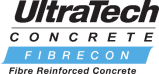 UltraTech
CONCRETE
FIBRECON
Fibre Reinforced Concrete